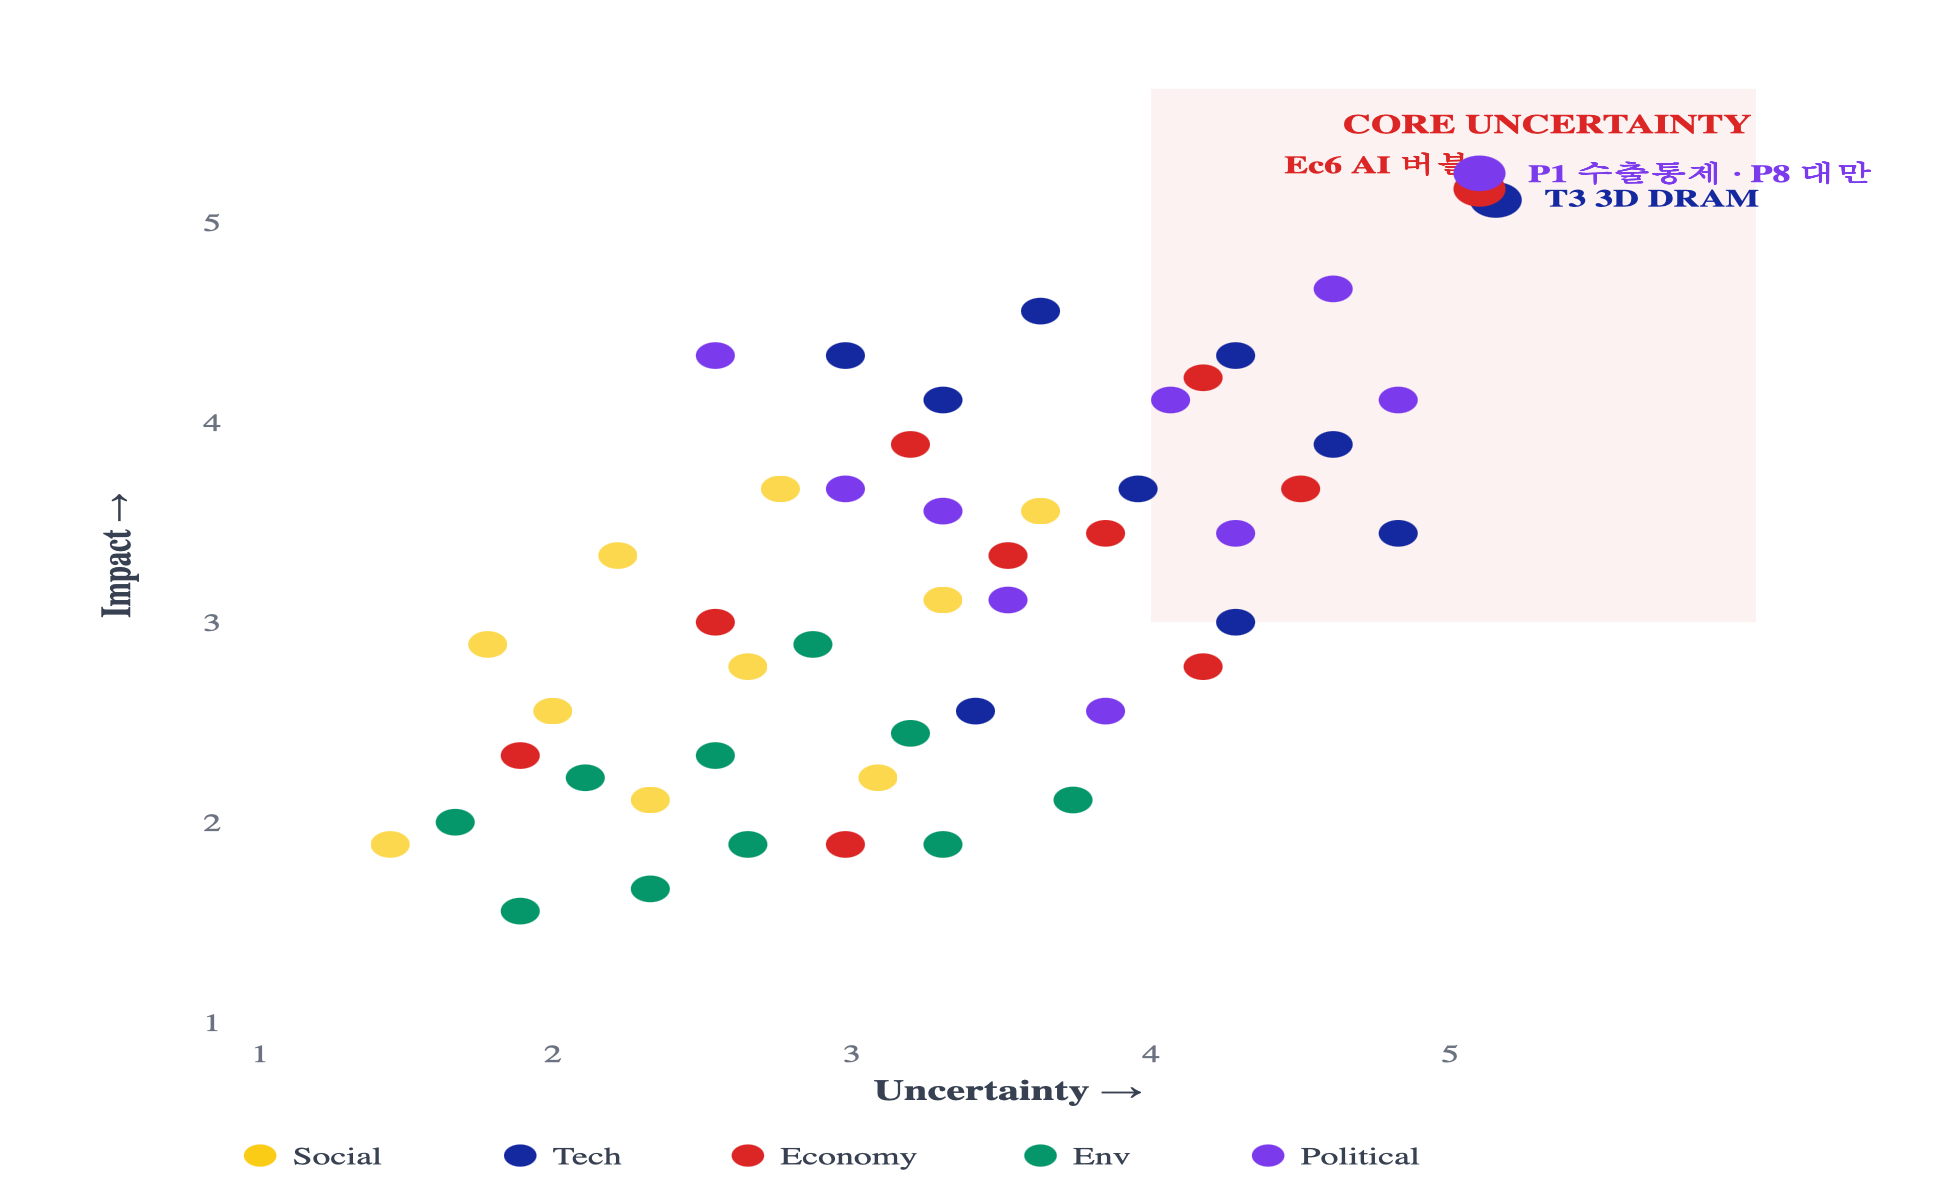 CORE UNCERTAINTY
Ec6 AI 버블
P1 수출통제 · P8 대만
T3 3D DRAM
5
4
3
2
1
Impact →
1 2 3 4 5
Uncertainty →
Social Tech Economy Env Political